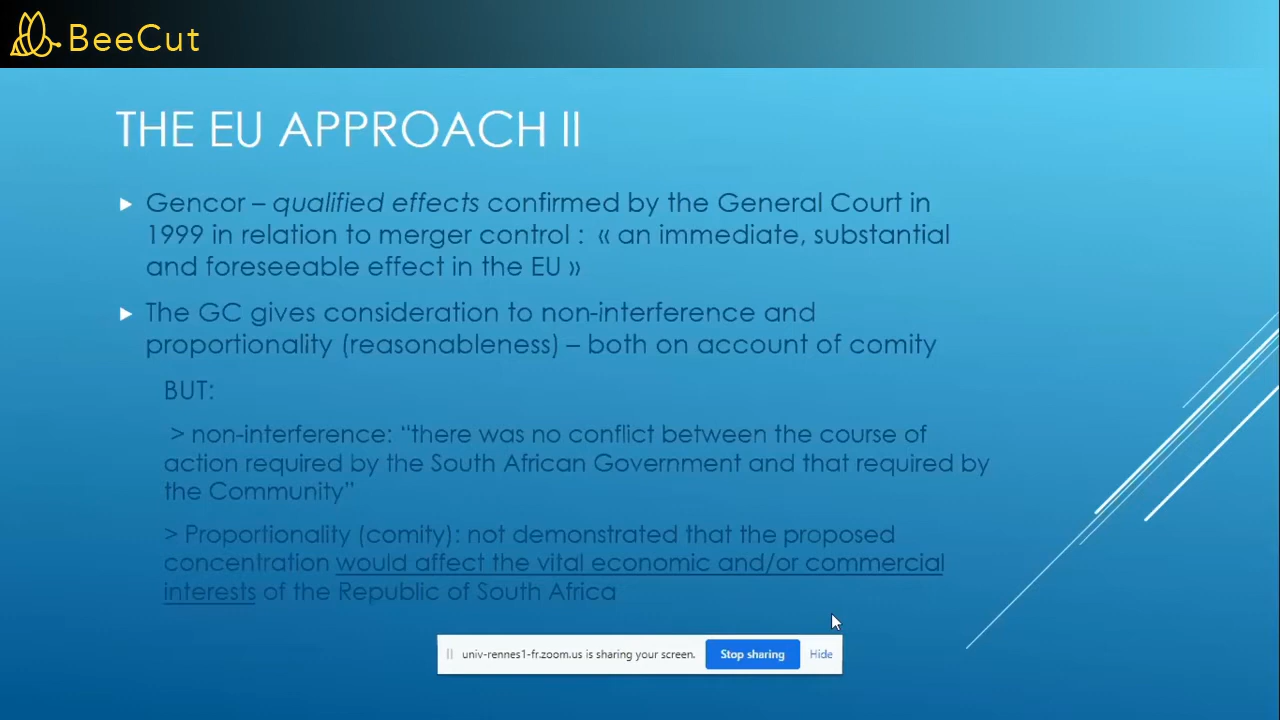 BeeCut
THE EU APPROACH II
Gencor – qualified effects confirmed by the General Court in
1999 in relation to merger control : « an immediate, substantial
and foreseeable effect in the EU »
The GC gives consideration to non-interference and
proportionality (reasonableness) – both on account of comity
BUT:
> non-interference: “there was no conflict between the course of
action required by the South African Government and that required by
the Community”
> Proportionality (comity): not demonstrated that the proposed
concentration would affect the vital economic and/or commercial
interests of the Republic of South Africa
univ-rennes1-fr.zoom.us is sharing your screen. Stop sharing Hide